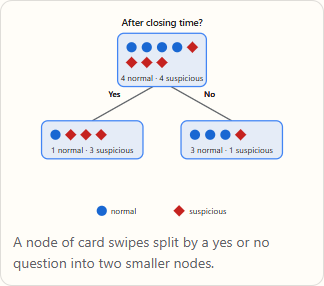 After closing time?
4 normal · 4 suspicious
Yes
No
1 normal · 3 suspicious
3 normal · 1 suspicious
normal
suspicious
A node of card swipes split by a yes or no
question into two smaller nodes.